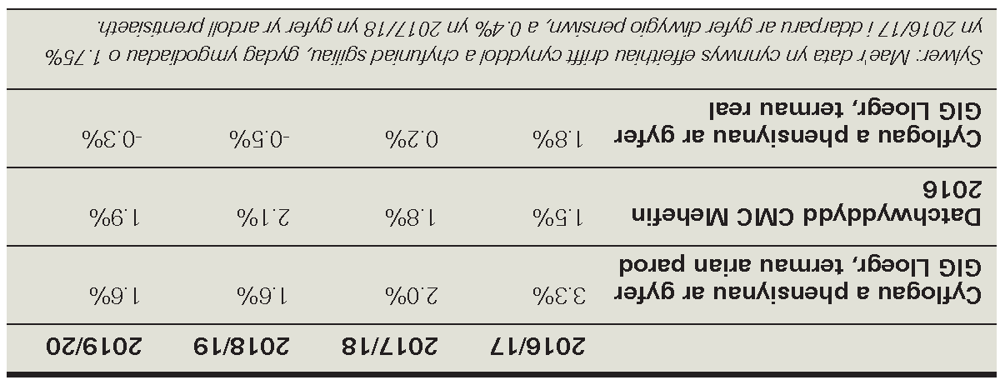 2016/17 2017/18 2018/19 2019/20
Cyflogau a phensiynau ar gyfer
GIG Lloegr, termau arian parod 3.3% 2.0% 1.6% 1.6%
Datchwyddydd CMC Mehefin
2016 1.5% 1.8% 2.1% 1.9%
Cyflogau a phensiynau ar gyfer
GIG Lloegr, termau real 1.8% 0.2% -0.5% -0.3%
Sylwer: Mae'r data yn cynnwys effeithiau drifft cynyddol a chyfuniad sgiliau, gydag ymgodiadau o 1.75%
yn 2016/17 i ddarparu ar gyfer diwygio pensiwn, a 0.4% yn 2017/18 yn gyfer yr ardoll prentisiaeth.